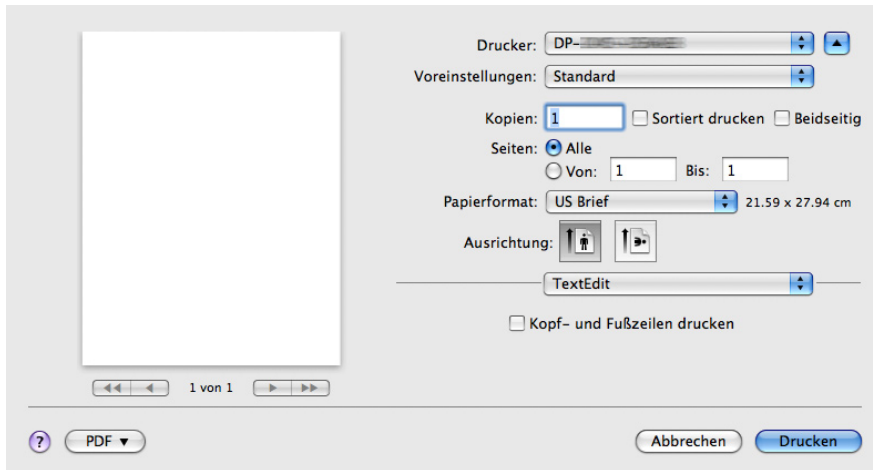 Drucker: DP-
Voreinstellungen: Standard
Kopien: 1 Sortiert drucken Beidseitig
Seiten: Alle
Von: 1 Bis: 1
Papierformat: US Brief 21.59 x 27.94 cm
Ausrichtung:
TextEdit
Kopf- und Fußzeilen drucken
1 von 1
? PDF Abbrechen Drucken